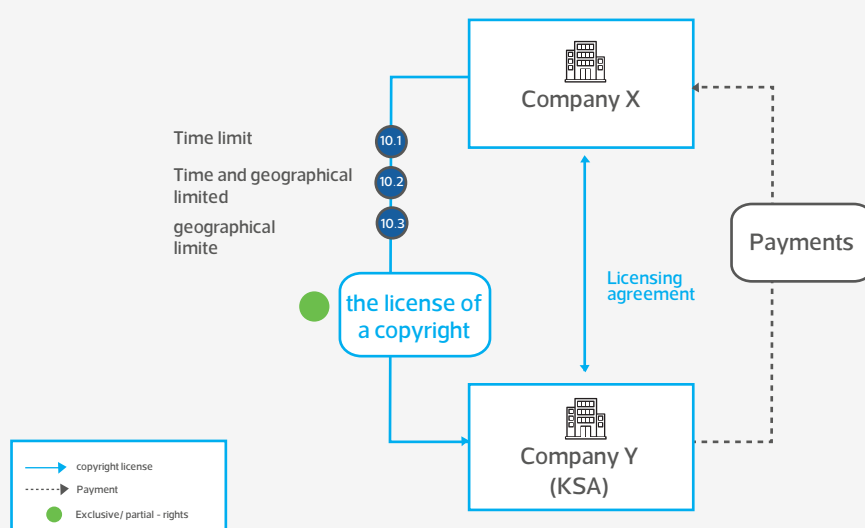 Company X
Time limit
10.1
Time and geographical
limited
10.2
geographical
limite
10.3
Payments
the license of
a copyright
Licensing
agreement
Company Y
(KSA)
copyright license
Payment
Exclusive/ partial - rights